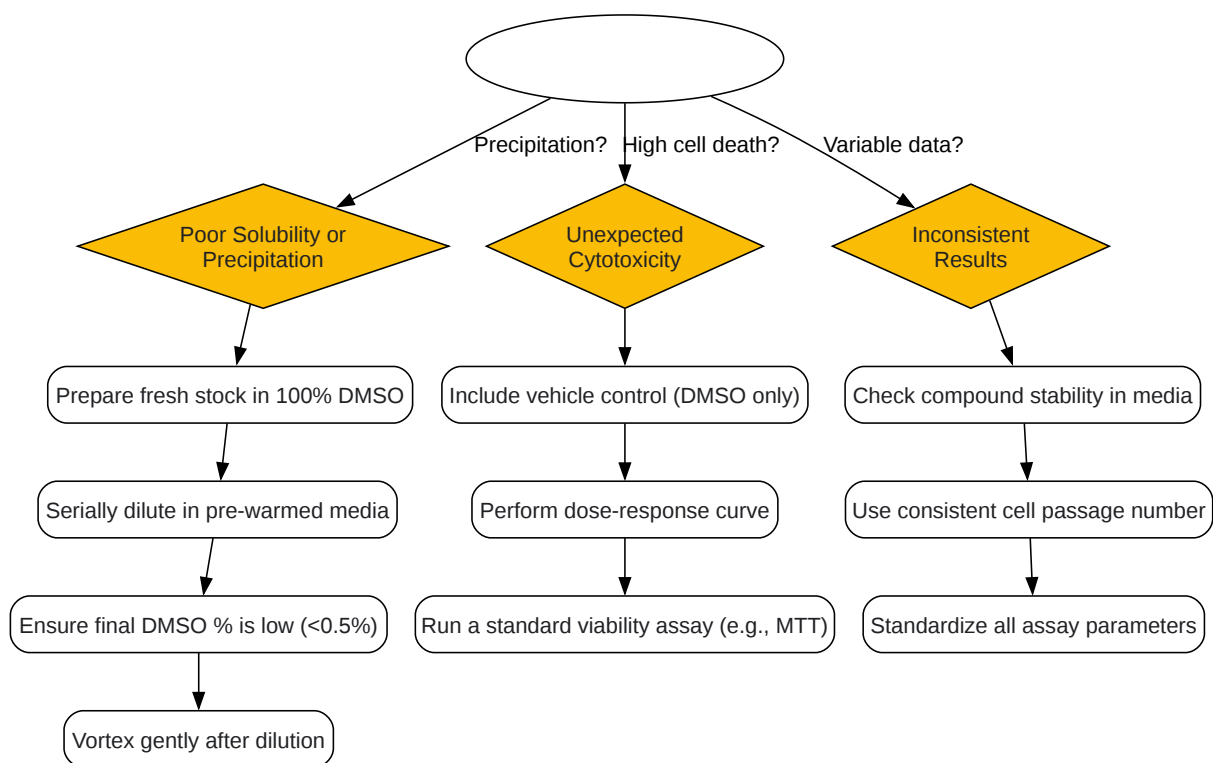 Precipitation?
High cell death?
Variable data?
Poor Solubility or
Precipitation
Unexpected
Cytotoxicity
Inconsistent
Results
Prepare fresh stock in 100% DMSO
Include vehicle control (DMSO only)
Check compound stability in media
Serially dilute in pre-warmed media
Perform dose-response curve
Use consistent cell passage number
Ensure final DMSO % is low (<0.5%)
Run a standard viability assay (e.g., MTT)
Standardize all assay parameters
Vortex gently after dilution